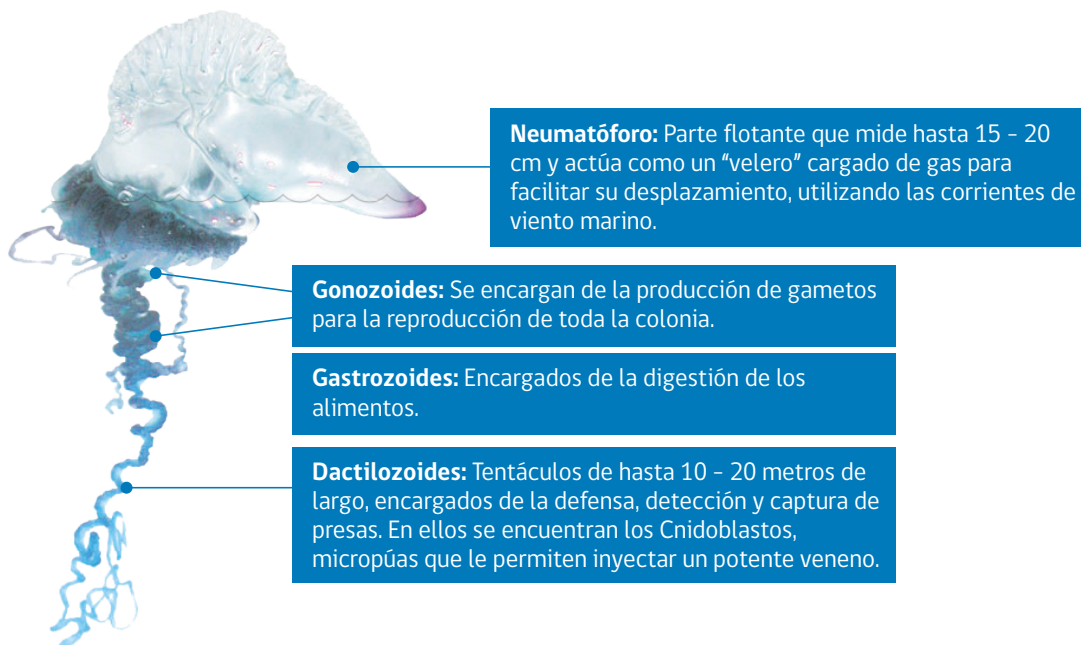 Neumatóforo: Parte flotante que mide hasta 15 – 20
cm y actúa como un “velero” cargado de gas para
facilitar su desplazamiento, utilizando las corrientes de
viento marino.
Gonozoides: Se encargan de la producción de gametos
para la reproducción de toda la colonia.
Gastrozoides: Encargados de la digestión de los
alimentos.
Dactilozoides: Tentáculos de hasta 10 – 20 metros de
largo, encargados de la defensa, detección y captura de
presas. En ellos se encuentran los Cnidoblastos,
micropúas que le permiten inyectar un potente veneno.